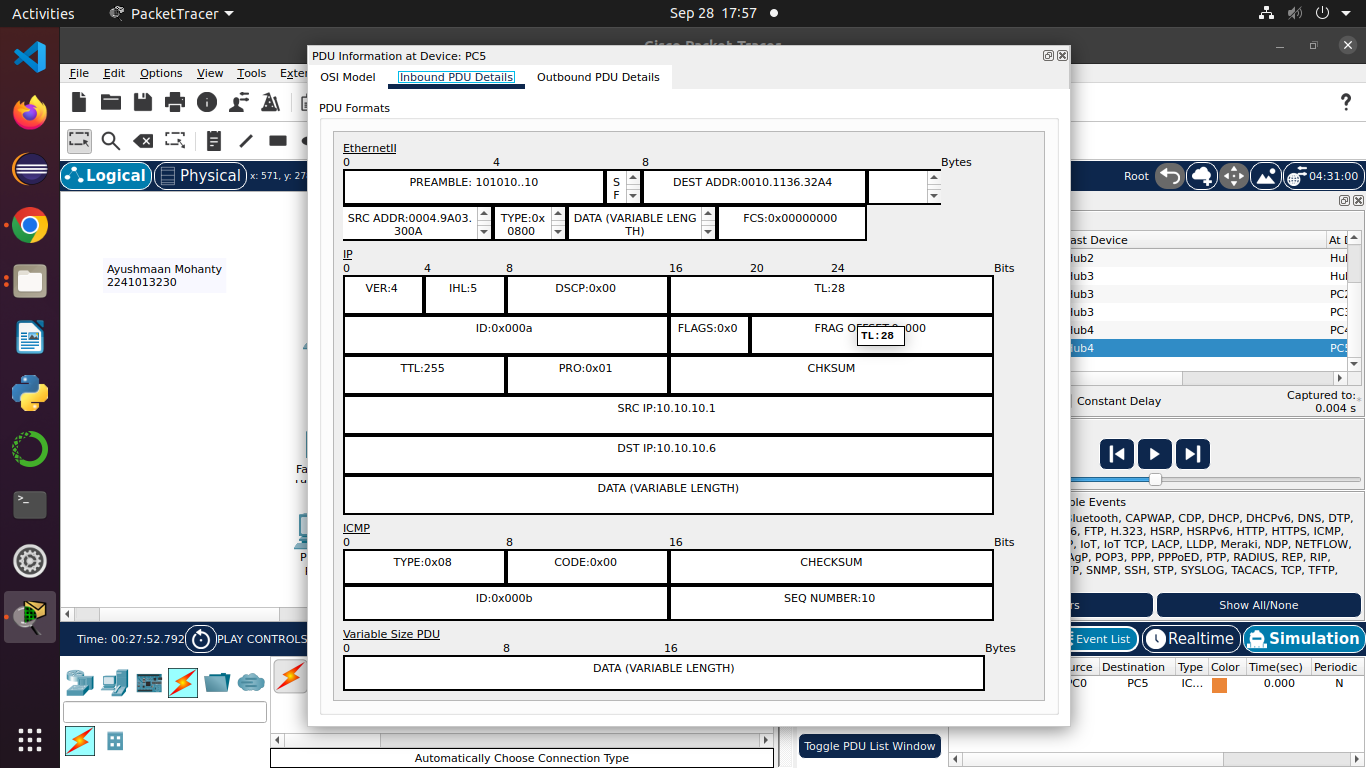 Activities PacketTracer Sep 28 17:57
Cisco Packet Tracer
PDU Information at Device: PC5
File Edit Options View Tools Exter
OSI Model Inbound PDU Details Outbound PDU Details
PDU Formats
?
Logical Physical x: 571, y: 27 Root 04:31:00
EthernetII
0 4 8 Bytes
PREAMBLE: 101010..10
S
F
DEST ADDR:0010.1136.32A4
SRC ADDR:0004.9A03.
300A
TYPE:0x
0800
DATA (VARIABLE LENG
TH)
FCS:0x00000000
IP
0 4 8 16 20 24 Bits
VER:4 IHL:5 DSCP:0x00 TL:28
ID:0x000a FLAGS:0x0 FRAG OFFSET:0x000
TL:28
TTL:255 PRO:0x01 CHKSUM
SRC IP:10.10.10.1
DST IP:10.10.10.6
DATA (VARIABLE LENGTH)
ICMP
0 8 16 Bits
TYPE:0x08 CODE:0x00 CHECKSUM
ID:0x000b SEQ NUMBER:10
Variable Size PDU
0 8 16 Bytes
DATA (VARIABLE LENGTH)
Ayushmaan Mohanty
2241013230
Fa
P
ast Device At D
Hub2 Hul
Hub3 Hul
Hub3 PC2
Hub3 PC3
Hub4 PC4
Hub4 PC5
Constant Delay
Captured to:
0.004 s
ble Events
Bluetooth, CAPWAP, CDP, DHCP, DHCPv6, DNS, DTP,
6, FTP, H.323, HSRP, HSRPv6, HTTP, HTTPS, ICMP,
P, IoT, IoT TCP, LACP, LLDP, Meraki, NDP, NETFLOW,
AgP, POP3, PPP, PPPoED, PTP, RADIUS, REP, RIP,
TP, SNMP, SSH, STP, SYSLOG, TACACS, TCP, TFTP,
rs Show All/None
Time: 00:27:52.792 PLAY CONTROLS
Event List Realtime Simulation
urce Destination Type Color Time(sec) Periodic
PC0 PC5 IC... 0.000 N
Toggle PDU List Window
Automatically Choose Connection Type